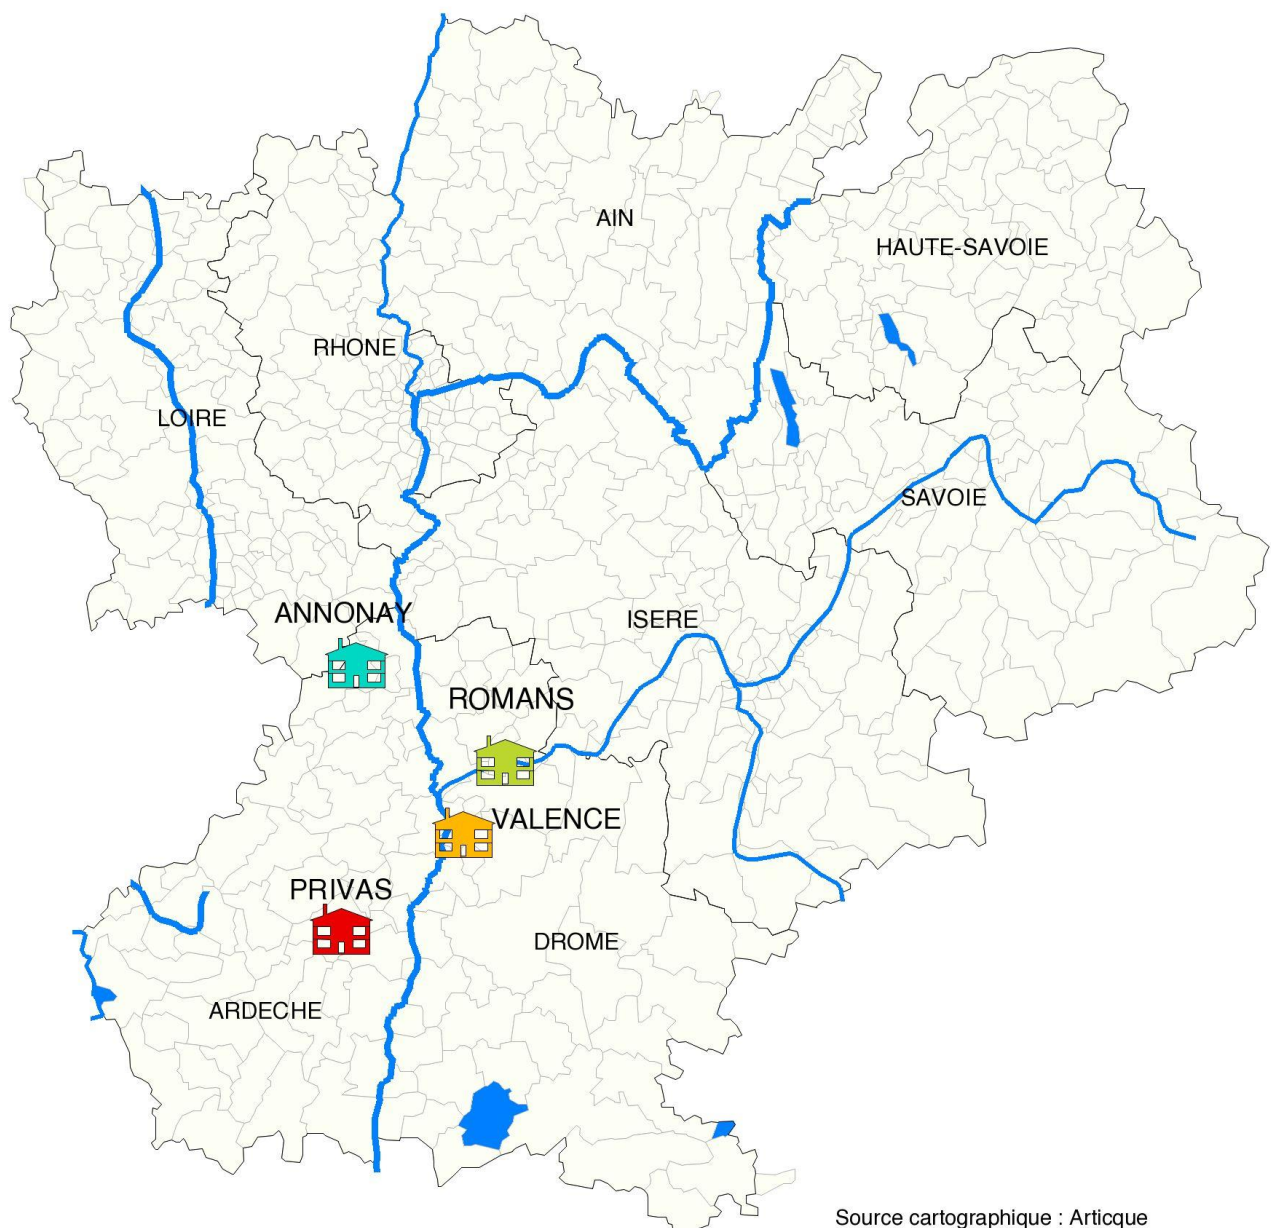 AIN
HAUTE-SAVOIE
RHONE
LOIRE
SAVOIE
ANNONAY
ISERE
ROMANS
VALENCE
PRIVAS
DROME
ARDECHE
Source cartographique : Articque